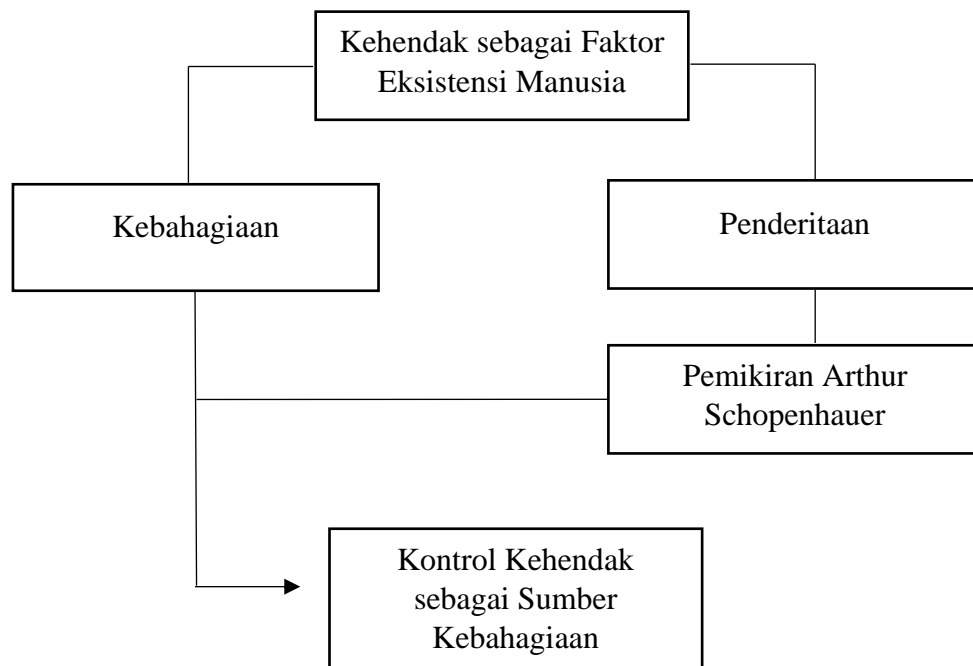 Kehendak sebagai Faktor
Eksistensi Manusia
Kebahagiaan
Penderitaan
Pemikiran Arthur
Schopenhauer
Kontrol Kehendak
sebagai Sumber
Kebahagiaan